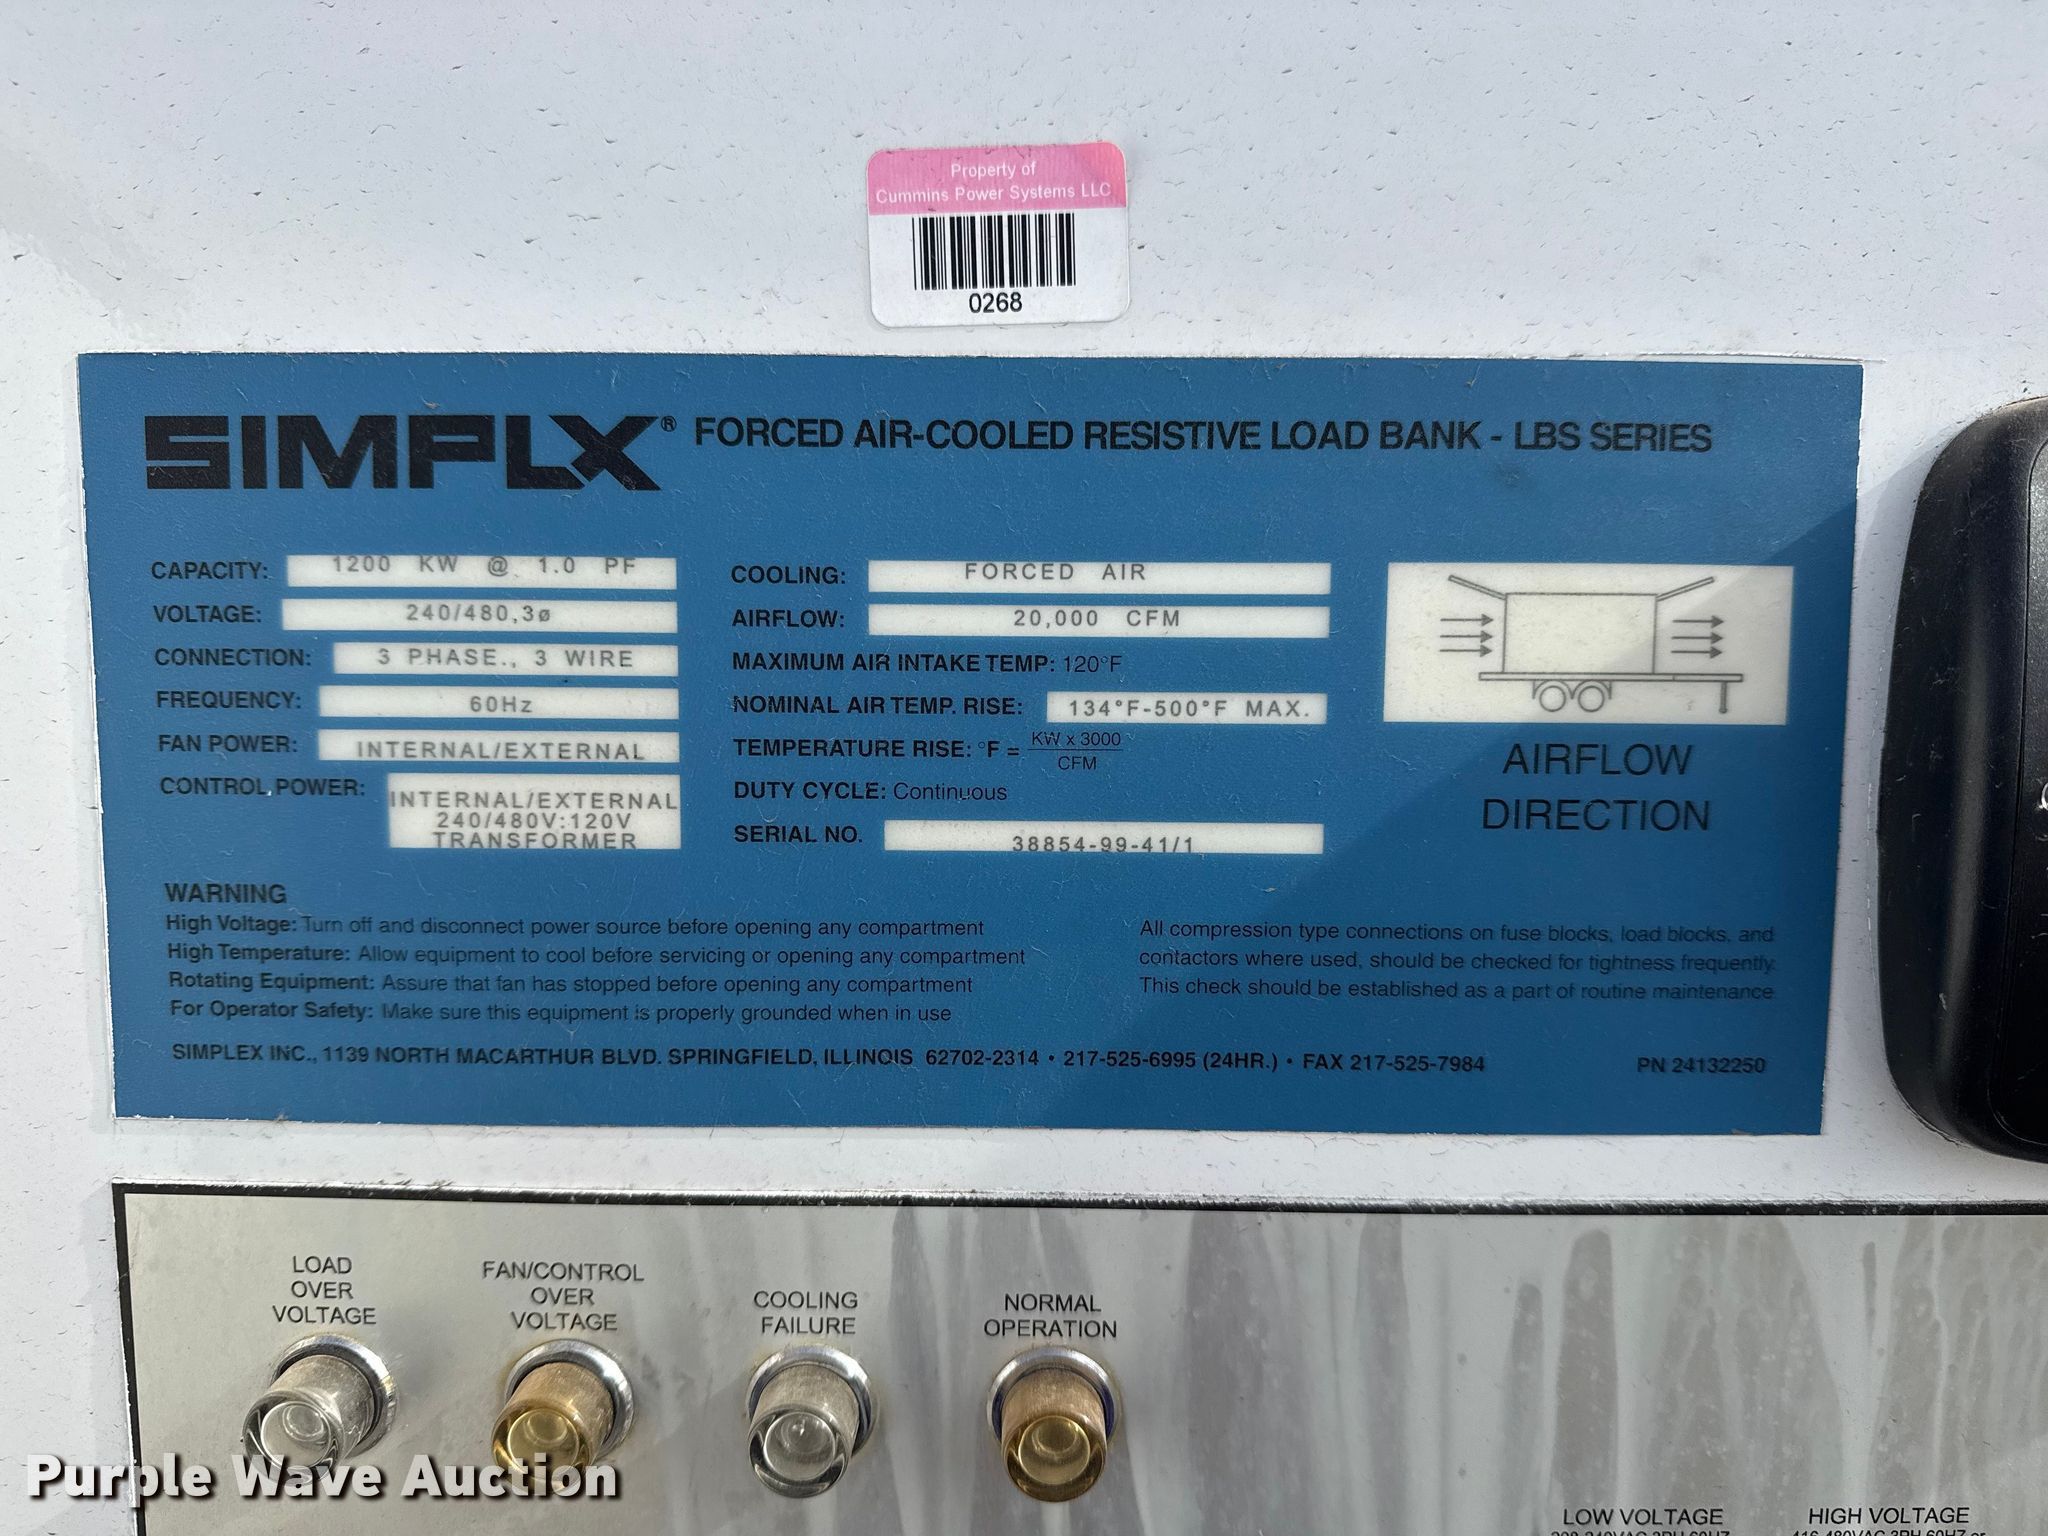 Property of
Cummins Power Systems LLC
0268
SIMPLX® FORCED AIR-COOLED RESISTIVE LOAD BANK - LBS SERIES
CAPACITY: 1200 KW @ 1.0 PF
VOLTAGE: 240/480,3ø
CONNECTION: 3 PHASE., 3 WIRE
FREQUENCY: 60Hz
FAN POWER: INTERNAL/EXTERNAL
CONTROL POWER: INTERNAL/EXTERNAL
240/480V:120V
TRANSFORMER
COOLING: FORCED AIR
AIRFLOW: 20,000 CFM
MAXIMUM AIR INTAKE TEMP: 120°F
NOMINAL AIR TEMP. RISE: 134°F-500°F MAX.
TEMPERATURE RISE: °F = KW x 3000
CFM
DUTY CYCLE: Continuous
SERIAL NO. 38854-99-41/1
AIRFLOW
DIRECTION
WARNING
High Voltage: Turn off and disconnect power source before opening any compartment
High Temperature: Allow equipment to cool before servicing or opening any compartment
Rotating Equipment: Assure that fan has stopped before opening any compartment
For Operator Safety: Make sure this equipment is properly grounded when in use
All compression type connections on fuse blocks, load blocks, and
contactors where used, should be checked for tightness frequently.
This check should be established as a part of routine maintenance
SIMPLEX INC., 1139 NORTH MACARTHUR BLVD. SPRINGFIELD, ILLINOIS 62702-2314 • 217-525-6995 (24HR.) • FAX 217-525-7984
PN 24132250
LOAD
OVER
VOLTAGE
FAN/CONTROL
OVER
VOLTAGE
COOLING
FAILURE
NORMAL
OPERATION
LOW VOLTAGE
HIGH VOLTAGE
Purple Wave Auction